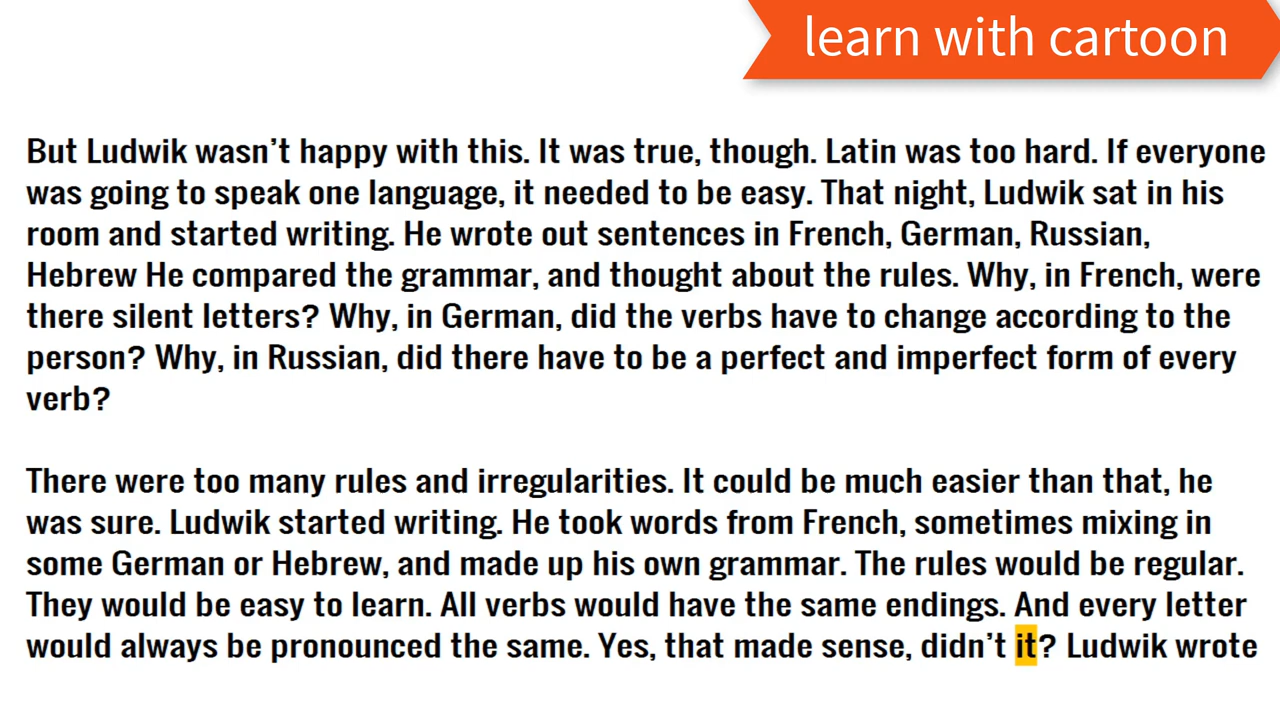 learn with cartoon
But Ludwik wasn’t happy with this. It was true, though. Latin was too hard. If everyone
was going to speak one language, it needed to be easy. That night, Ludwik sat in his
room and started writing. He wrote out sentences in French, German, Russian,
Hebrew He compared the grammar, and thought about the rules. Why, in French, were
there silent letters? Why, in German, did the verbs have to change according to the
person? Why, in Russian, did there have to be a perfect and imperfect form of every
verb?
There were too many rules and irregularities. It could be much easier than that, he
was sure. Ludwik started writing. He took words from French, sometimes mixing in
some German or Hebrew, and made up his own grammar. The rules would be regular.
They would be easy to learn. All verbs would have the same endings. And every letter
would always be pronounced the same. Yes, that made sense, didn’t it? Ludwik wrote